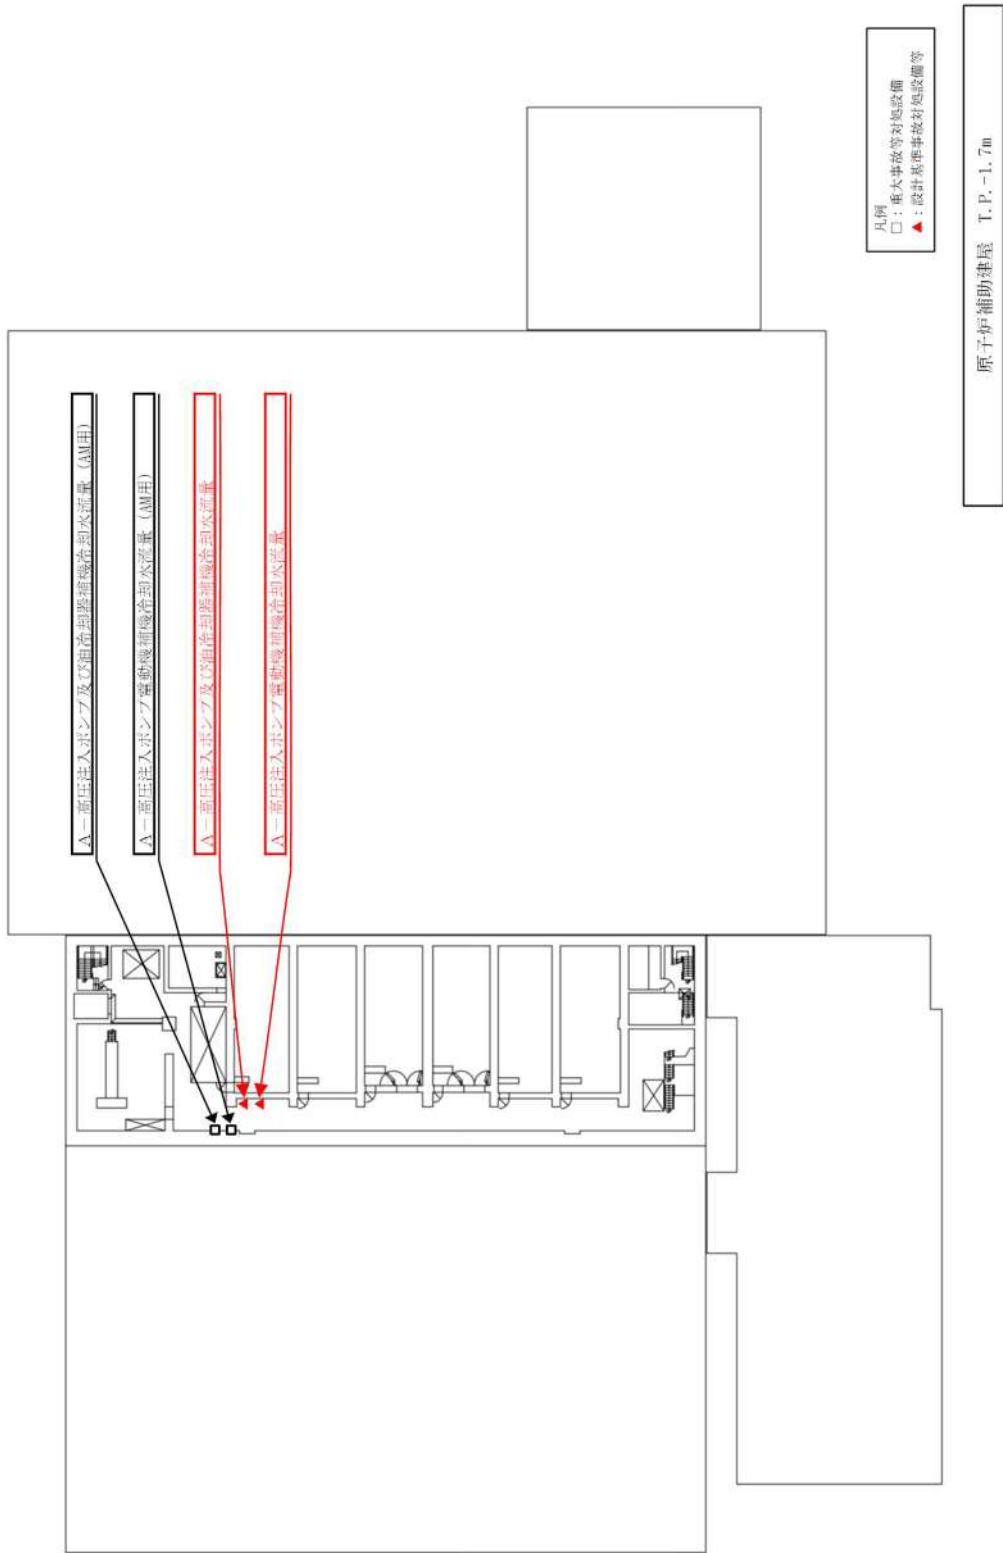 A－高圧注入ポンプ及び油冷却器補機冷却水流量（AM用）
A－高圧注入ポンプ電動機補機冷却水流量（AM用）
A－高圧注入ポンプ及び油冷却器補機冷却水流量
A－高圧注入ポンプ電動機補機冷却水流量
凡例
□：重大事故等対処設備
▲：設計基準事故対処設備等
原子炉補助建屋 T.P.-1.7m